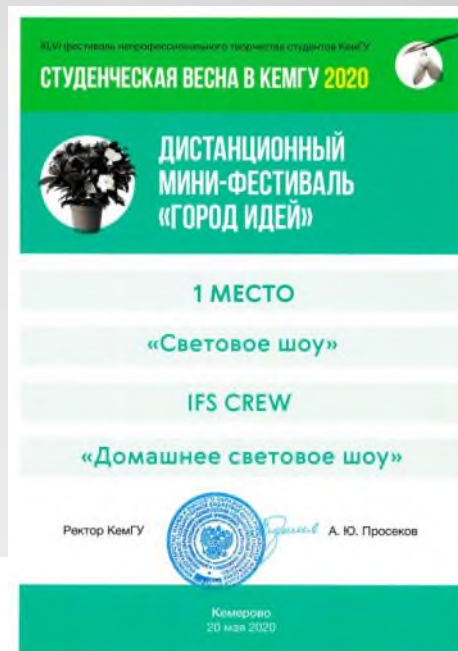 XLVI фестиваль непрофессионального творчества студентов КемГУ
СТУДЕНЧЕСКАЯ ВЕСНА В КЕМГУ 2020
ДИСТАНЦИОННЫЙ
МИНИ-ФЕСТИВАЛЬ
«ГОРОД ИДЕЙ»
1 МЕСТО
«Световое шоу»
IFS CREW
«Домашнее световое шоу»
Ректор КемГУ
А. Ю. Просеков
Кемерово
20 мая 2020